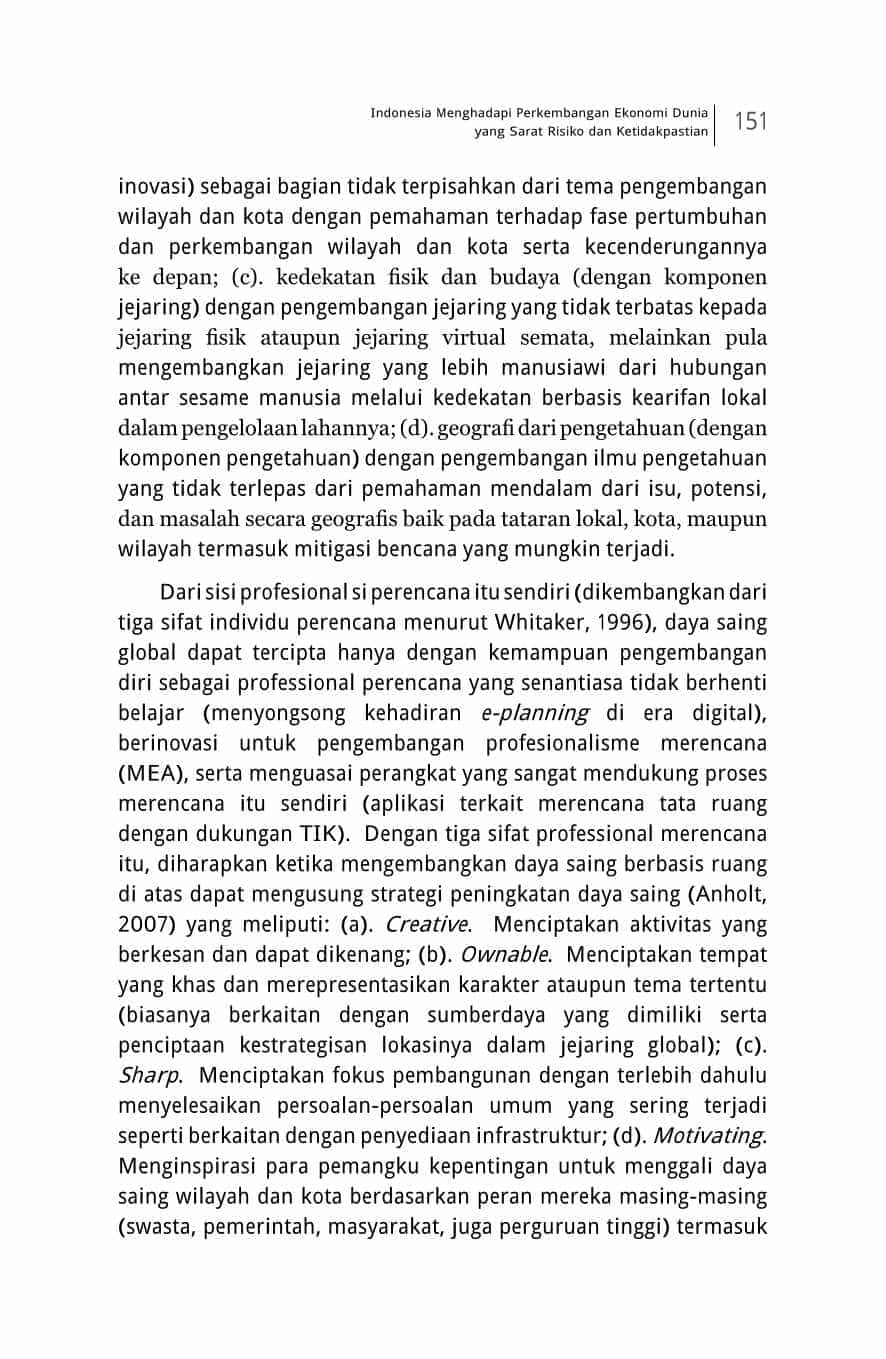 Indonesia Menghadapi Perkembangan Ekonomi Dunia
yang Sarat Risiko dan Ketidakpastian
151
inovasi) sebagai bagian tidak terpisahkan dari tema pengembangan
wilayah dan kota dengan pemahaman terhadap fase pertumbuhan
dan perkembangan wilayah dan kota serta kecenderungannya
ke depan; (c). kedekatan fisik dan budaya (dengan komponen
jejaring) dengan pengembangan jejaring yang tidak terbatas kepada
jejaring fisik ataupun jejaring virtual semata, melainkan pula
mengembangkan jejaring yang lebih manusiawi dari hubungan
antar sesame manusia melalui kedekatan berbasis kearifan lokal
dalam pengelolaan lahannya; (d). geografi dari pengetahuan (dengan
komponen pengetahuan) dengan pengembangan ilmu pengetahuan
yang tidak terlepas dari pemahaman mendalam dari isu, potensi,
dan masalah secara geografis baik pada tataran lokal, kota, maupun
wilayah termasuk mitigasi bencana yang mungkin terjadi.
Dari sisi profesional si perencana itu sendiri (dikembangkan dari
tiga sifat individu perencana menurut Whitaker, 1996), daya saing
global dapat tercipta hanya dengan kemampuan pengembangan
diri sebagai professional perencana yang senantiasa tidak berhenti
belajar (menyongsong kehadiran e-planning di era digital),
berinovasi untuk pengembangan profesionalisme merencana
(MEA), serta menguasai perangkat yang sangat mendukung proses
merencana itu sendiri (aplikasi terkait merencana tata ruang
dengan dukungan TIK). Dengan tiga sifat professional merencana
itu, diharapkan ketika mengembangkan daya saing berbasis ruang
di atas dapat mengusung strategi peningkatan daya saing (Anholt,
2007) yang meliputi: (a). Creative. Menciptakan aktivitas yang
berkesan dan dapat dikenang; (b). Ownable. Menciptakan tempat
yang khas dan merepresentasikan karakter ataupun tema tertentu
(biasanya berkaitan dengan sumberdaya yang dimiliki serta
penciptaan kestrategisan lokasinya dalam jejaring global); (c).
Sharp. Menciptakan fokus pembangunan dengan terlebih dahulu
menyelesaikan persoalan-persoalan umum yang sering terjadi
seperti berkaitan dengan penyediaan infrastruktur; (d). Motivating.
Menginspirasi para pemangku kepentingan untuk menggali daya
saing wilayah dan kota berdasarkan peran mereka masing-masing
(swasta, pemerintah, masyarakat, juga perguruan tinggi) termasuk